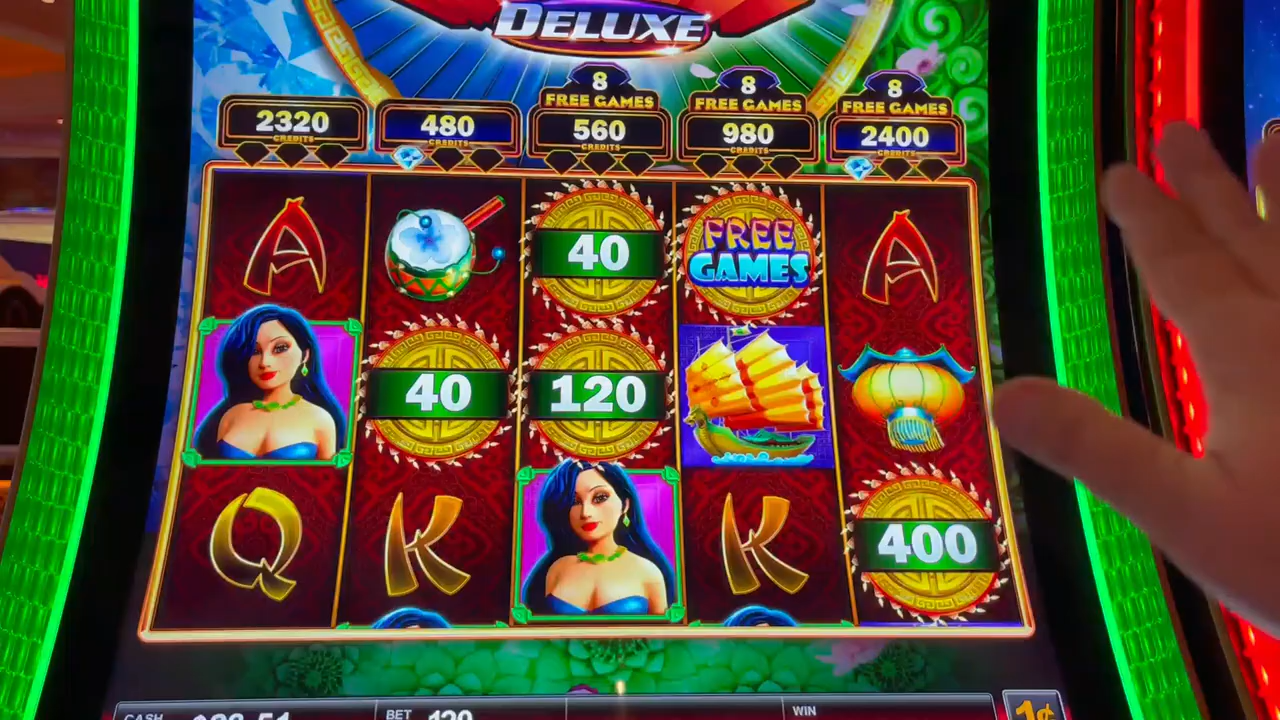 DELUXE
2320
CREDITS
480
CREDITS
8
FREE GAMES
560
CREDITS
8
FREE GAMES
980
CREDITS
8
FREE GAMES
2400
CREDITS
A
40
FREE
GAMES
A
40
120
Q
K
K
400
CASH
BET 120
WIN
1¢